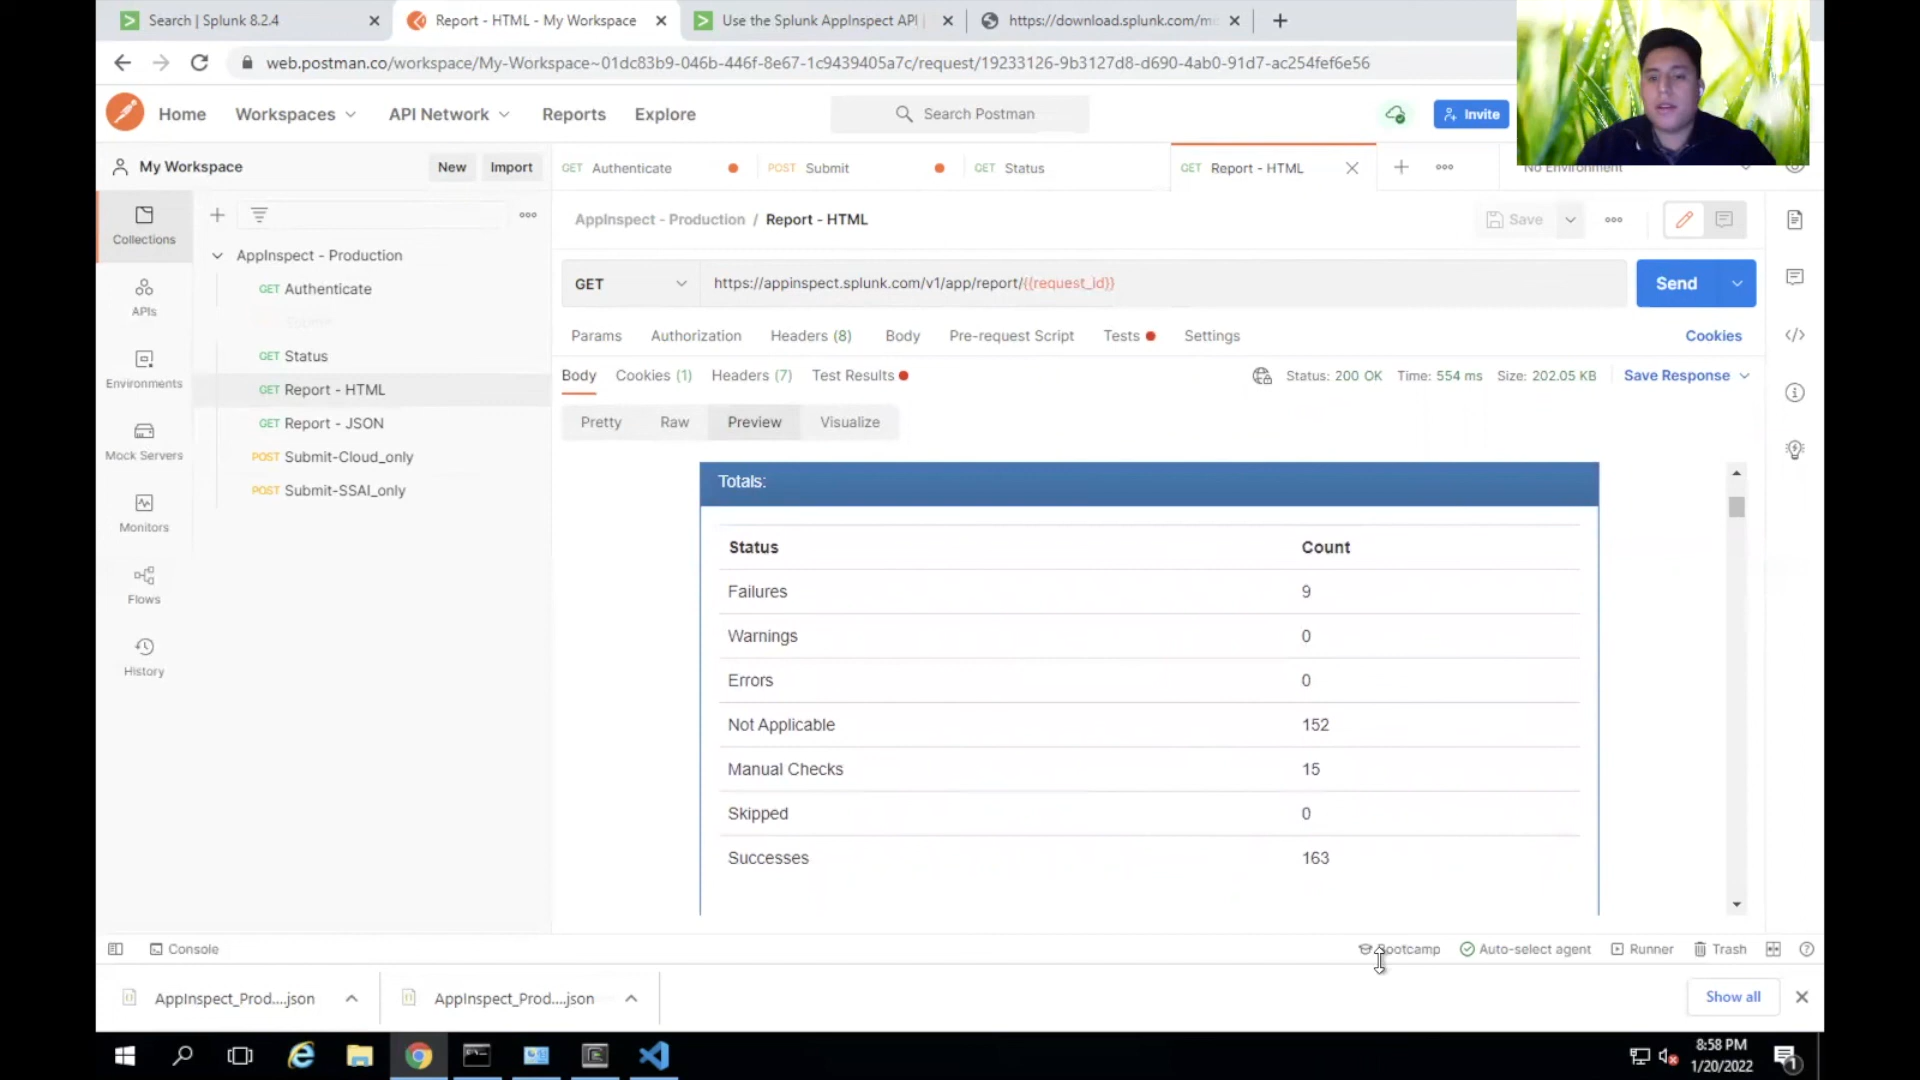 Search | Splunk 8.2.4
Report - HTML - My Workspace
Use the Splunk AppInspect API
https://download.splunk.com/mi
web.postman.co/workspace/My-Workspace~01dc83b9-046b-446f-8e67-1c9439405a7c/request/19233126-9b3127d8-d690-4ab0-91d7-ac254fef6e56
Home
Workspaces
API Network
Reports
Explore
Search Postman
Invite
My Workspace
New
Import
GET Authenticate
POST Submit
GET Status
GET Report - HTML
No Environment
AppInspect - Production / Report - HTML
Save
Collections
APIs
Environments
Mock Servers
Monitors
Flows
History
AppInspect - Production
GET Authenticate
Submit
GET Status
GET Report - HTML
GET Report - JSON
POST Submit-Cloud_only
POST Submit-SSAI_only
GET
https://appinspect.splunk.com/v1/app/report/{{request_id}}
Send
Params
Authorization
Headers (8)
Body
Pre-request Script
Tests
Settings
Cookies
Body
Cookies (1)
Headers (7)
Test Results
Status: 200 OK
Time: 554 ms
Size: 202.05 KB
Save Response
Pretty
Raw
Preview
Visualize
Totals:
Status Count
Failures 9
Warnings 0
Errors 0
Not Applicable 152
Manual Checks 15
Skipped 0
Successes 163
Console
Bootcamp
Auto-select agent
Runner
Trash
AppInspect_Prod....json
AppInspect_Prod....json
Show all
8:58 PM
1/20/2022
1